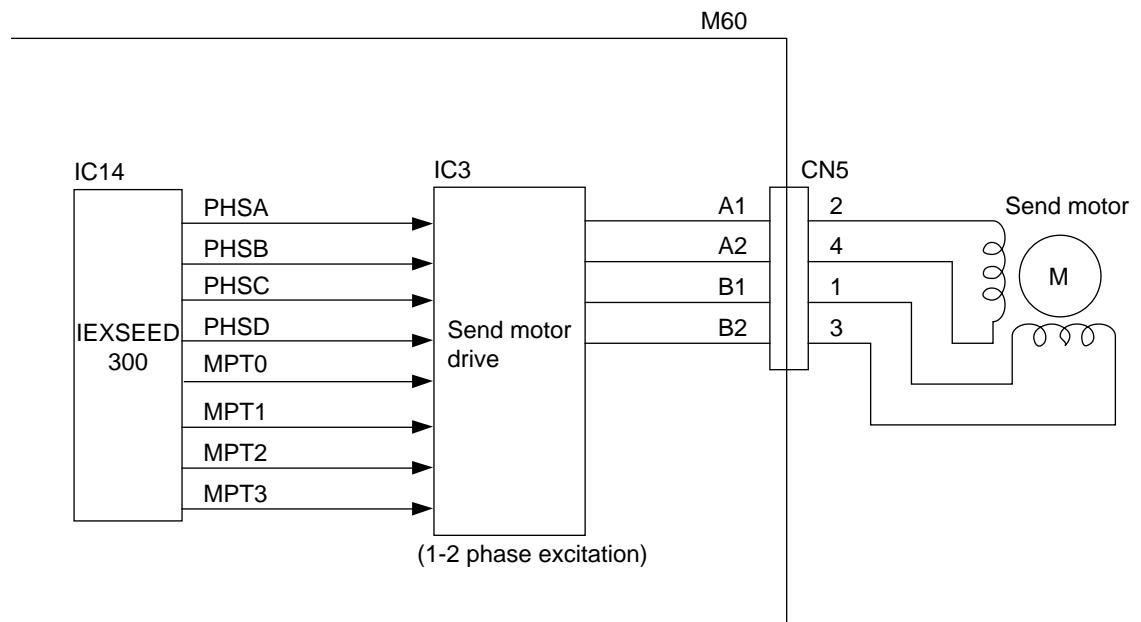 M60
IC14
IC3
CN5
PHSA
A1
2
Send motor
PHSB
A2
4
M
PHSC
B1
1
PHSD
B2
3
IEXSEED
300
Send motor
drive
MPT0
MPT1
MPT2
MPT3
(1-2 phase excitation)